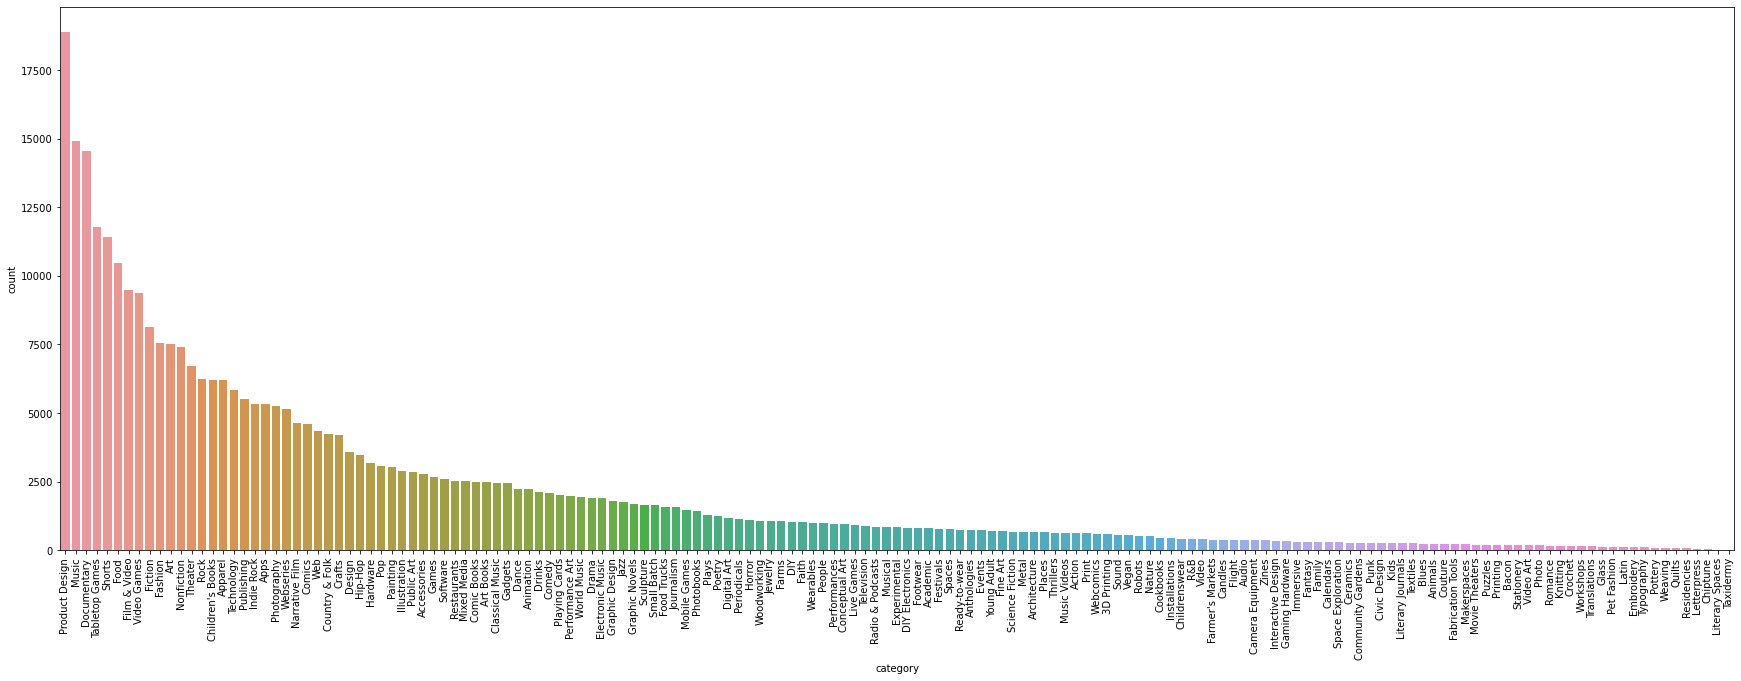 17500
15000
12500
10000
7500
5000
2500
0
count
Product Design
Music
Documentary
Tabletop Games
Shorts
Food
Film & Video
Video Games
Fiction
Fashion
Art
Nonfiction
Theater
Rock
Children's Books
Apparel
Technology
Publishing
Indie Rock
Apps
Photography
Webseries
Narrative Film
Comics
Web
Country & Folk
Crafts
Design
Hip-Hop
Hardware
Pop
Painting
Illustration
Public Art
Accessories
Games
Software
Restaurants
Mixed Media
Comic Books
Art Books
Classical Music
Gadgets
Dance
Animation
Drinks
Comedy
Playing Cards
Performance Art
World Music
Drama
Electronic Music
Graphic Design
Jazz
Graphic Novels
Sculpture
Small Batch
Food Trucks
Journalism
Mobile Games
Photobooks
Plays
Poetry
Digital Art
Periodicals
Horror
Woodworking
Jewelry
Farms
DIY
Faith
Wearables
People
Performances
Conceptual Art
Live Games
Television
Radio & Podcasts
Musical
Experimental
DIY Electronics
Footwear
Academic
Festivals
Spaces
Ready-to-wear
Anthologies
Events
Young Adult
Fine Art
Science Fiction
Metal
Architecture
Places
Thrillers
Music Videos
Action
Print
Webcomics
3D Printing
Sound
Vegan
Robots
Nature
Cookbooks
Installations
Childrenswear
R&B
Video
Farmer's Markets
Candles
Flight
Audio
Camera Equipment
Zines
Interactive Design
Gaming Hardware
Immersive
Fantasy
Family
Calendars
Space Exploration
Ceramics
Community Gardens
Punk
Civic Design
Kids
Literary Journals
Textiles
Blues
Animals
Couture
Fabrication Tools
Makerspaces
Movie Theaters
Puzzles
Printing
Bacon
Stationery
Video Art
Photo
Romance
Knitting
Crochet
Workshops
Translations
Glass
Pet Fashion
Latin
Embroidery
Typography
Pottery
Weaving
Quilts
Residencies
Letterpress
Chiptune
Literary Spaces
Taxidermy
category